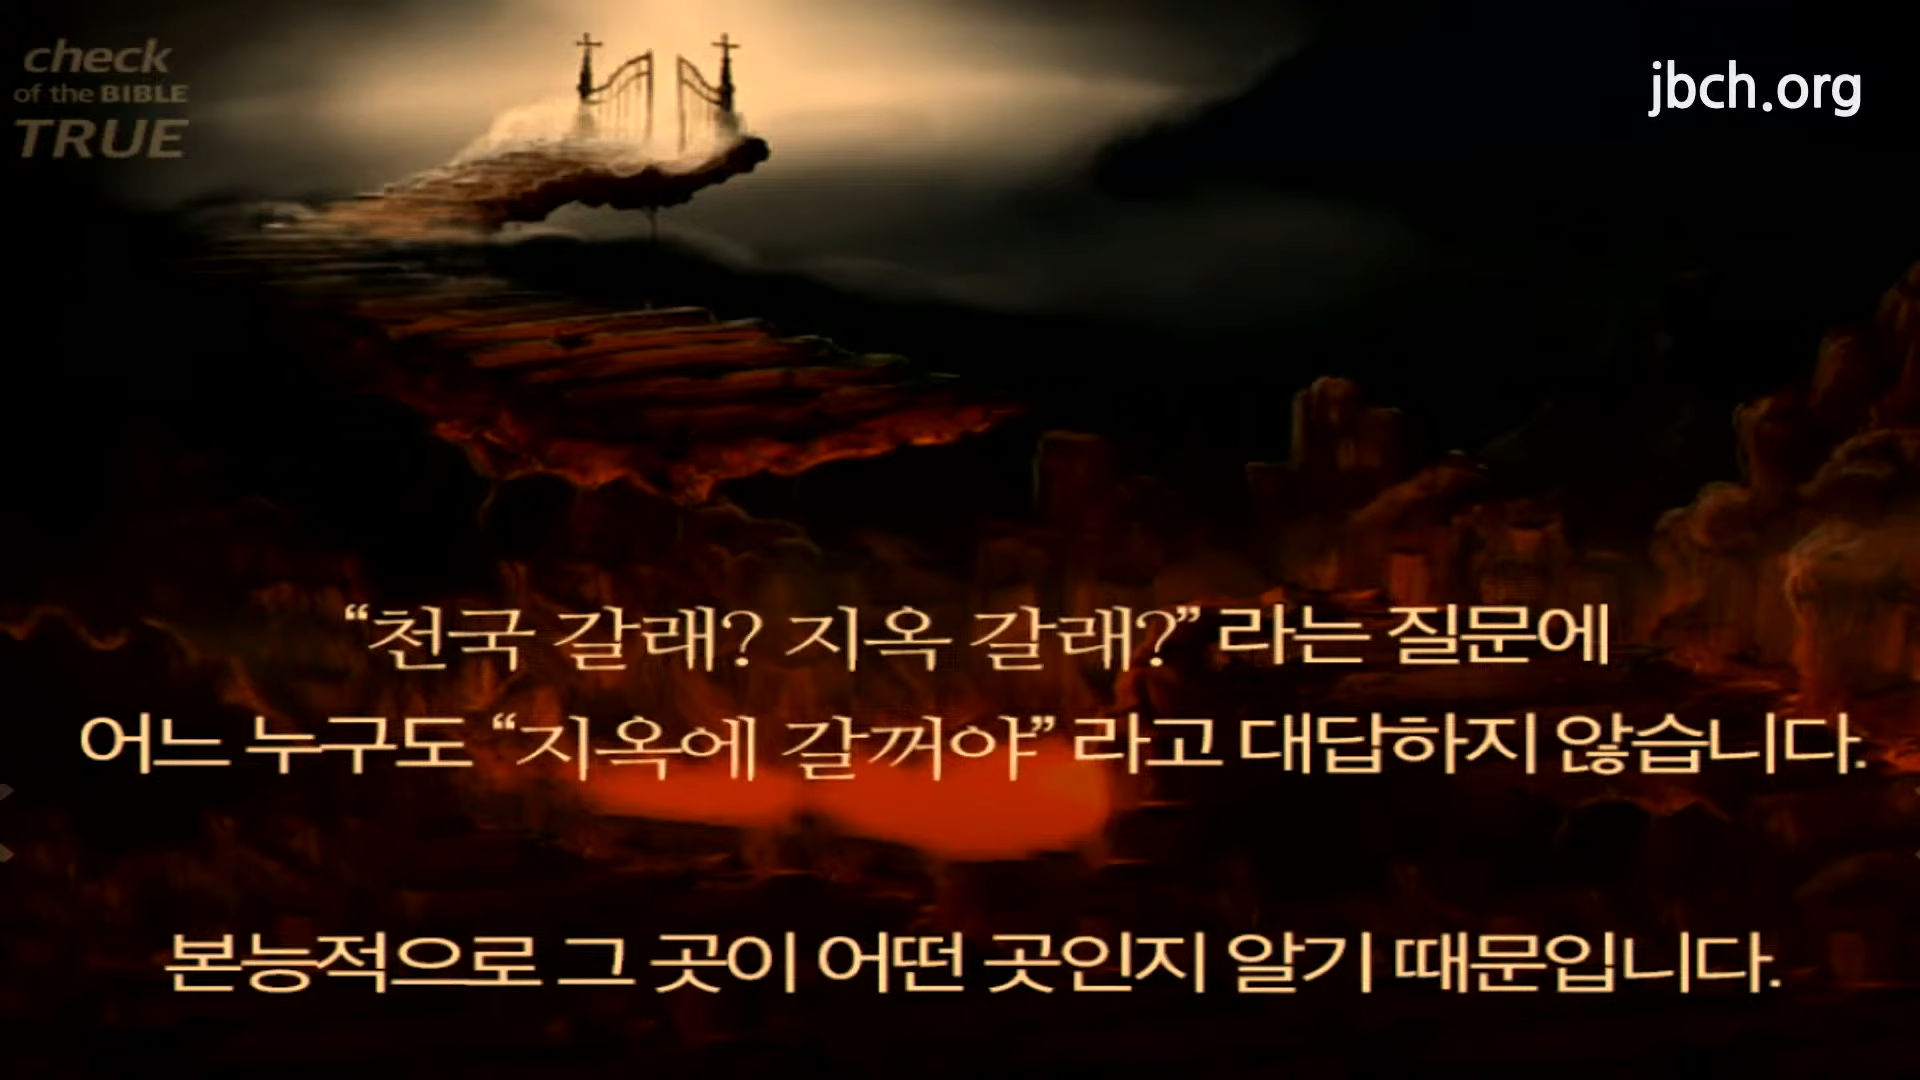 check
of the BIBLE
TRUE
jbch.org
“천국 갈래? 지옥 갈래?” 라는 질문에
어느 누구도 “지옥에 갈꺼야” 라고 대답하지 않습니다.
본능적으로 그 곳이 어떤 곳인지 알기 때문입니다.